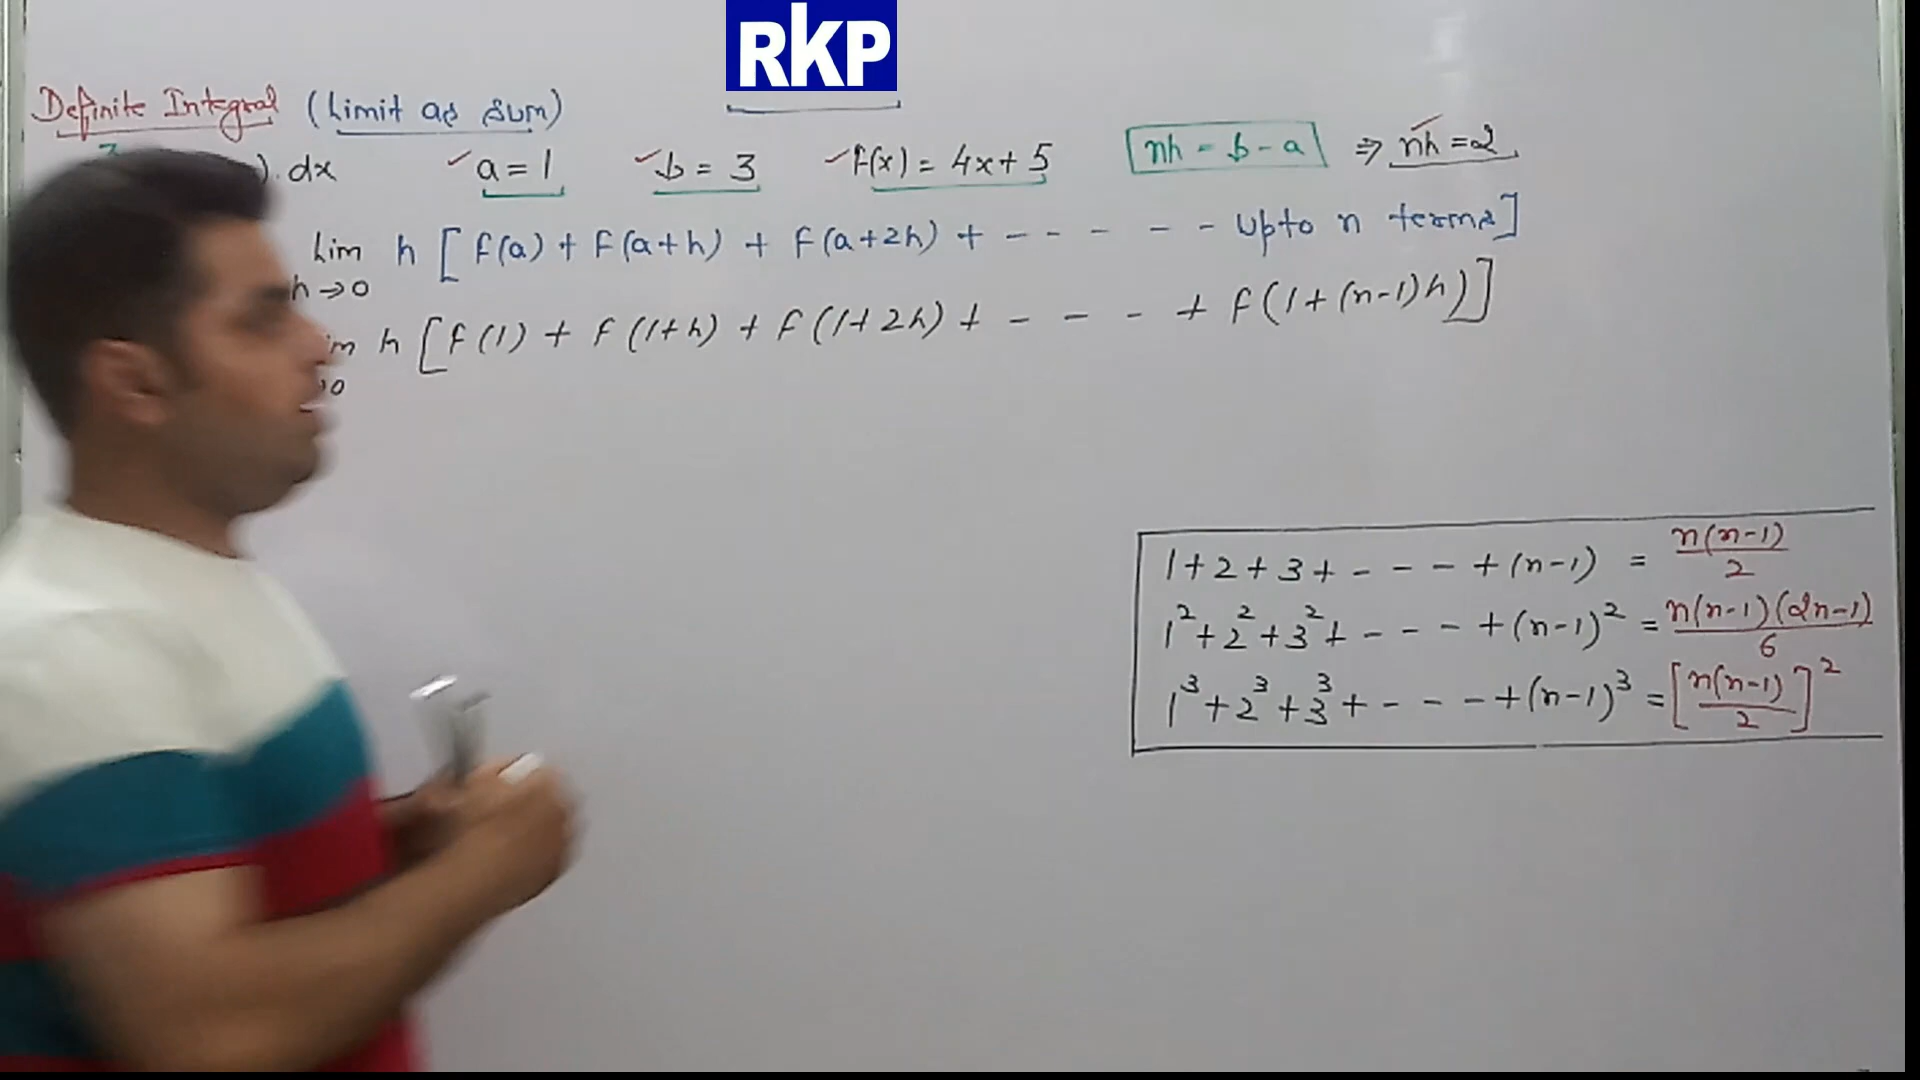 RKP
Definite Integral (Limit as Sum)
3 ). dx a = 1 b = 3 f(x) = 4x+5 nh = b - a ⇒ nh = 2
Lim h [ f(a) + f(a+h) + f(a+2h) + - - - - - - upto n terms]
h→0
m h [ f(1) + f(1+h) + f(1+2h) + - - - + f(1+(n-1)h)]
→0
1+2+3+ - - - +(n-1) = n(n-1)/2
1²+2²+3²+ - - - +(n-1)² = n(n-1)(2n-1)/6
1³+2³+3³+ - - - +(n-1)³ = [n(n-1)/2]²